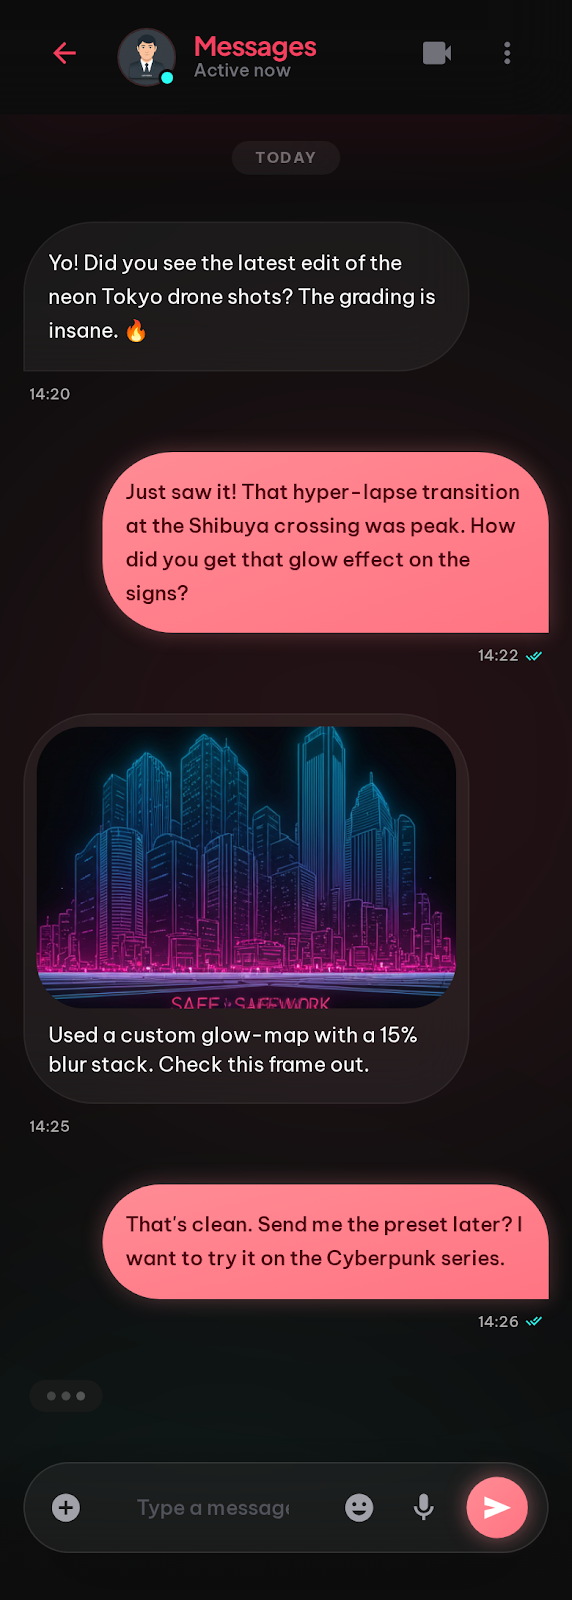 Messages
Active now
TODAY
Yo! Did you see the latest edit of the
neon Tokyo drone shots? The grading is
insane. 🔥
14:20
Just saw it! That hyper-lapse transition
at the Shibuya crossing was peak. How
did you get that glow effect on the
signs?
14:22
SAFE
Used a custom glow-map with a 15%
blur stack. Check this frame out.
14:25
That's clean. Send me the preset later? I
want to try it on the Cyberpunk series.
14:26
Type a message